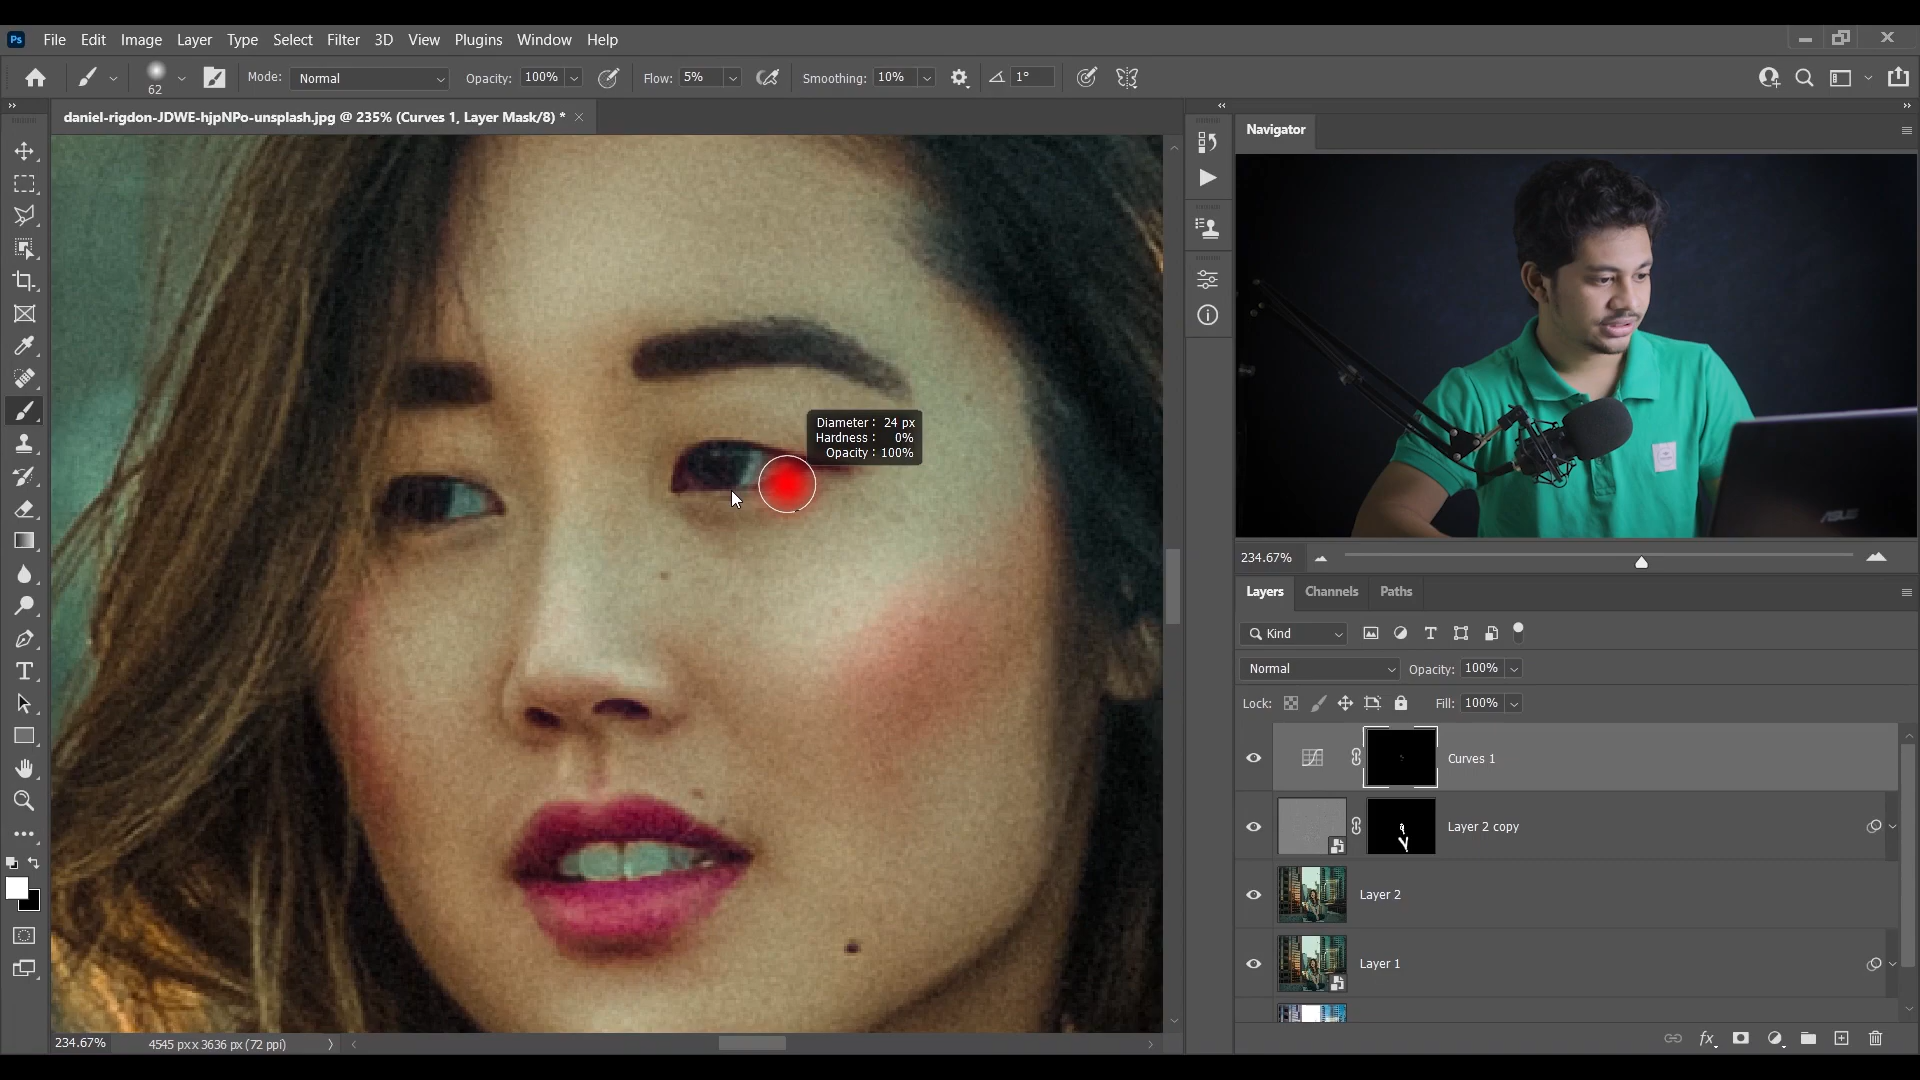 Ps File Edit Image Layer Type Select Filter 3D View Plugins Window Help
62 Mode: Normal Opacity: 100% Flow: 5% Smoothing: 10% 1°
daniel-rigdon-JDWE-hjpNPo-unsplash.jpg @ 235% (Curves 1, Layer Mask/8) *
Navigator
Diameter : 24 px
Hardness : 0%
Opacity : 100%
ASUS
234.67%
Layers Channels Paths
Kind
Normal Opacity: 100%
Lock: Fill: 100%
Curves 1
Layer 2 copy
Layer 2
Layer 1
fx
234.67% 4545 px x 3636 px (72 ppi)